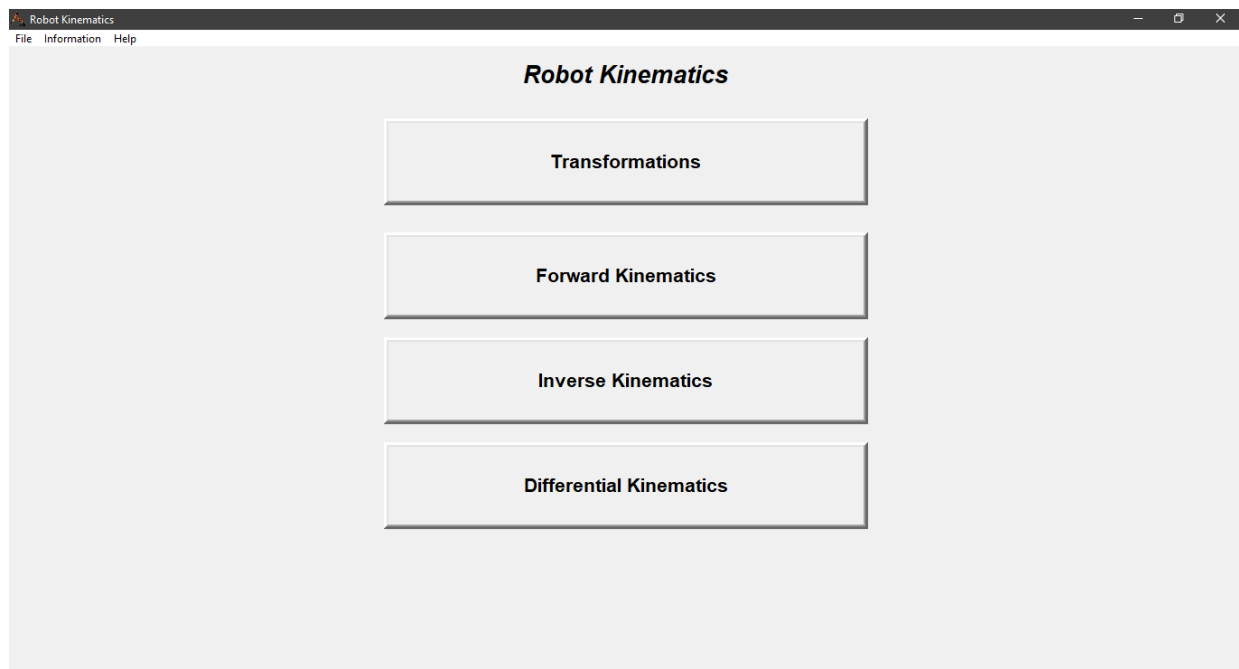 Robot Kinematics
File Information Help
Robot Kinematics
Transformations
Forward Kinematics
Inverse Kinematics
Differential Kinematics